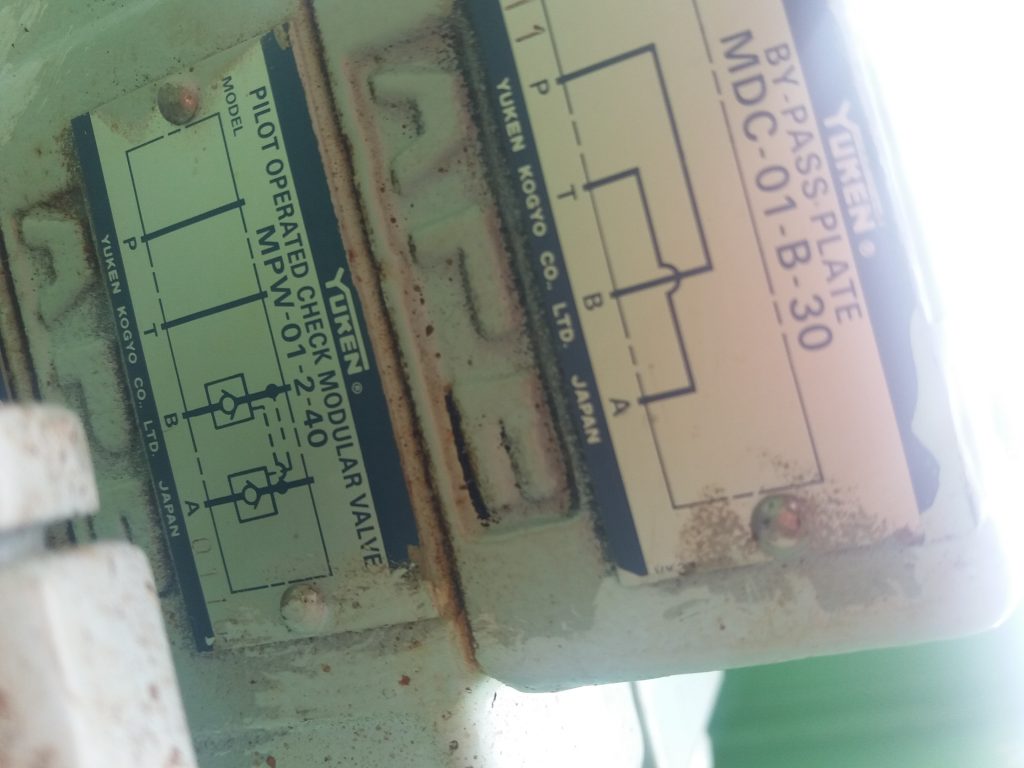 YUKEN®
PILOT OPERATED CHECK MODULAR VALVE
MODEL
MPW-01-2-40
P
T
B
A
YUKEN KOGYO CO., LTD. JAPAN
YUKEN®
BY-PASS PLATE
MDC-01-B-30
P
T
B
A
YUKEN KOGYO CO., LTD. JAPAN